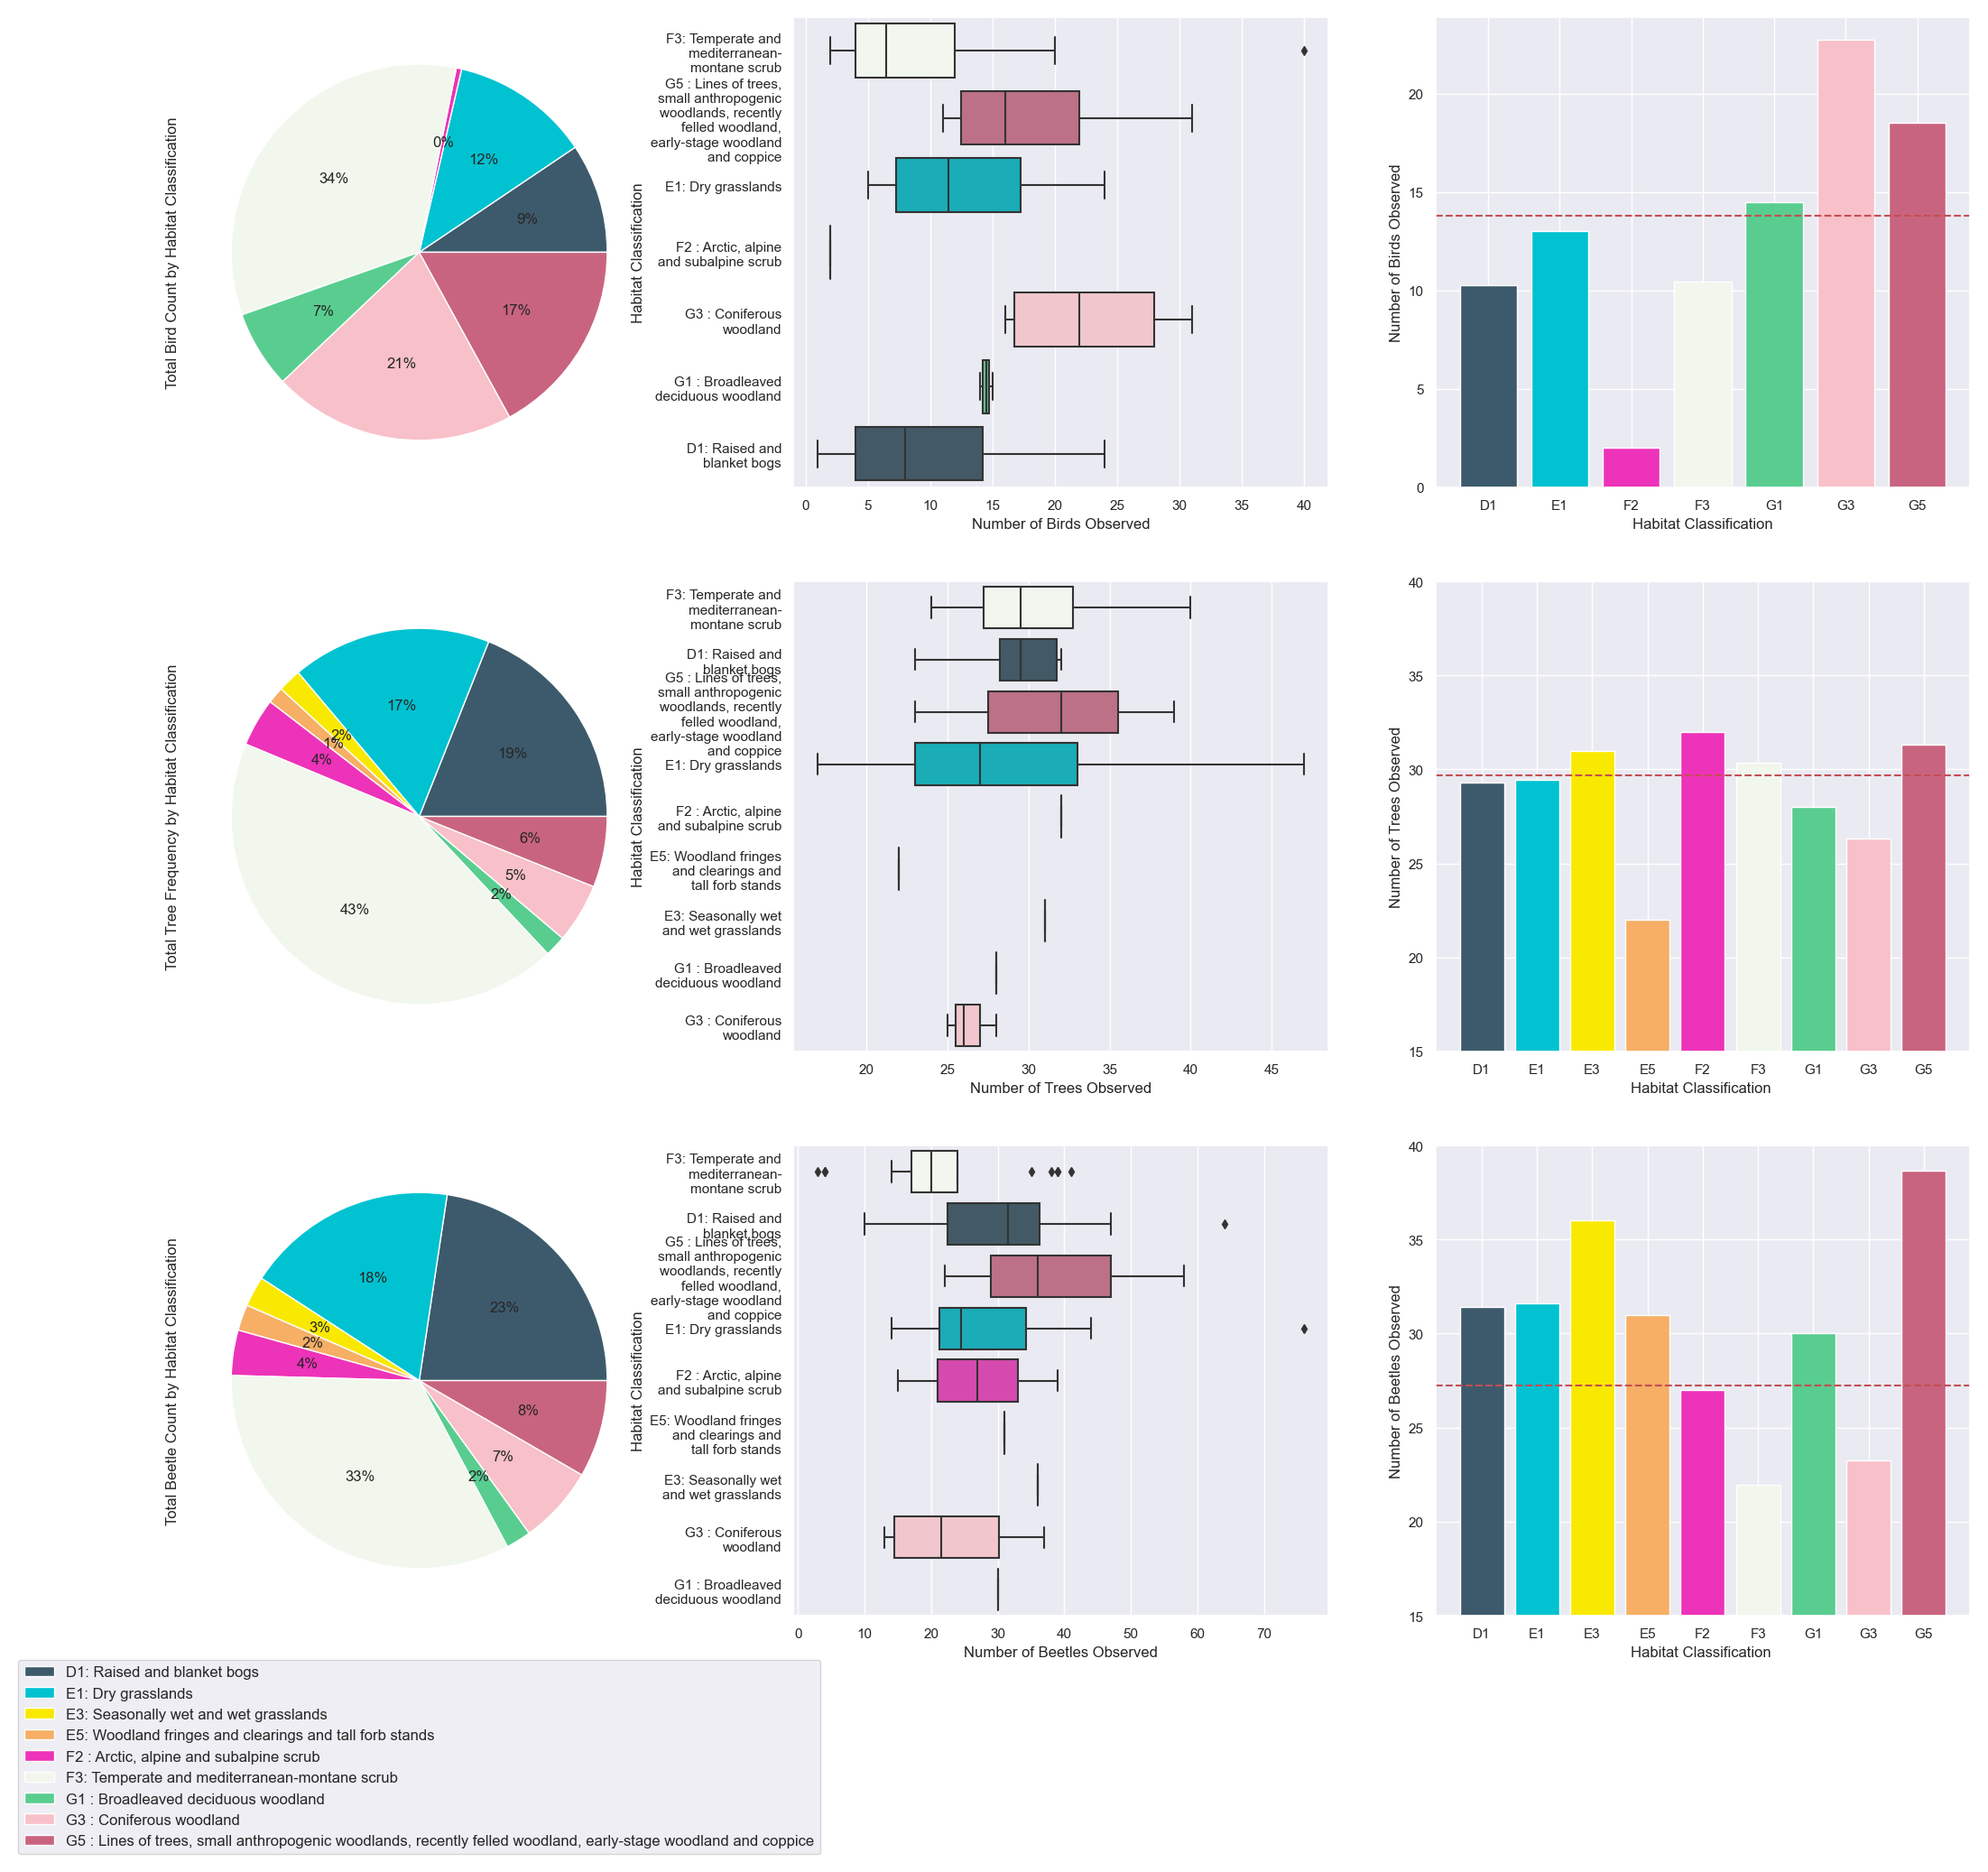 Total Bird Count by Habitat Classification
34%
0%
12%
9%
7%
21%
17%
Habitat Classification
F3: Temperate and
mediterranean-
montane scrub
G5 : Lines of trees,
small anthropogenic
woodlands, recently
felled woodland,
early-stage woodland
and coppice
E1: Dry grasslands
F2 : Arctic, alpine
and subalpine scrub
G3 : Coniferous
woodland
G1 : Broadleaved
deciduous woodland
D1: Raised and
blanket bogs
0 5 10 15 20 25 30 35 40
Number of Birds Observed
Number of Birds Observed
20
15
10
5
0
D1 E1 F2 F3 G1 G3 G5
Habitat Classification
Total Tree Frequency by Habitat Classification
17%
2%
1%
4%
19%
43%
6%
5%
2%
Habitat Classification
F3: Temperate and
mediterranean-
montane scrub
D1: Raised and
blanket bogs
G5 : Lines of trees,
small anthropogenic
woodlands, recently
felled woodland,
early-stage woodland
and coppice
E1: Dry grasslands
F2 : Arctic, alpine
and subalpine scrub
E5: Woodland fringes
and clearings and
tall forb stands
E3: Seasonally wet
and wet grasslands
G1 : Broadleaved
deciduous woodland
G3 : Coniferous
woodland
20 25 30 35 40 45
Number of Trees Observed
Number of Trees Observed
40
35
30
25
20
15
D1 E1 E3 E5 F2 F3 G1 G3 G5
Habitat Classification
Total Beetle Count by Habitat Classification
18%
23%
3%
2%
4%
33%
8%
7%
2%
Habitat Classification
F3: Temperate and
mediterranean-
montane scrub
D1: Raised and
blanket bogs
G5 : Lines of trees,
small anthropogenic
woodlands, recently
felled woodland,
early-stage woodland
and coppice
E1: Dry grasslands
F2 : Arctic, alpine
and subalpine scrub
E5: Woodland fringes
and clearings and
tall forb stands
E3: Seasonally wet
and wet grasslands
G3 : Coniferous
woodland
G1 : Broadleaved
deciduous woodland
0 10 20 30 40 50 60 70
Number of Beetles Observed
Number of Beetles Observed
40
35
30
25
20
15
D1 E1 E3 E5 F2 F3 G1 G3 G5
Habitat Classification
D1: Raised and blanket bogs
E1: Dry grasslands
E3: Seasonally wet and wet grasslands
E5: Woodland fringes and clearings and tall forb stands
F2 : Arctic, alpine and subalpine scrub
F3: Temperate and mediterranean-montane scrub
G1 : Broadleaved deciduous woodland
G3 : Coniferous woodland
G5 : Lines of trees, small anthropogenic woodlands, recently felled woodland, early-stage woodland and coppice